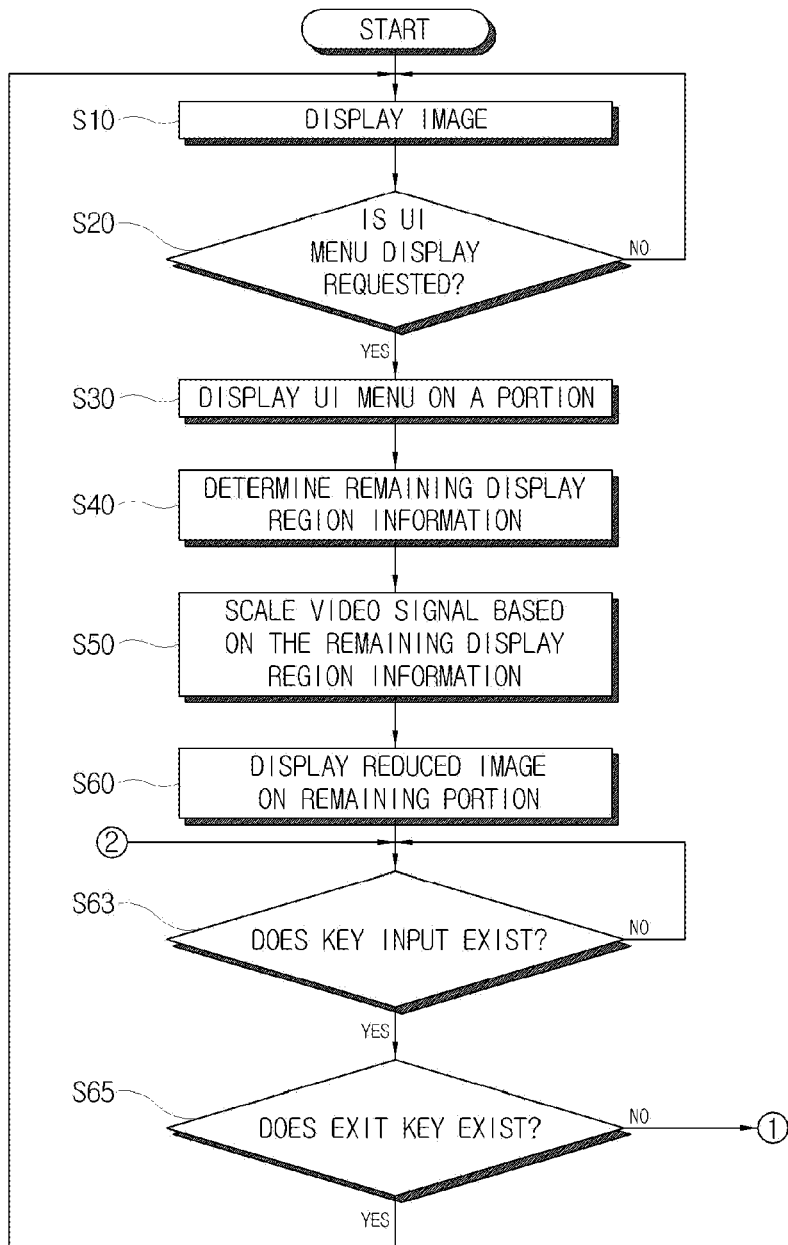 START
S10
DISPLAY IMAGE
S20
IS UI
MENU DISPLAY
REQUESTED?
NO
YES
S30
DISPLAY UI MENU ON A PORTION
S40
DETERMINE REMAINING DISPLAY
REGION INFORMATION
S50
SCALE VIDEO SIGNAL BASED
ON THE REMAINING DISPLAY
REGION INFORMATION
S60
DISPLAY REDUCED IMAGE
ON REMAINING PORTION
②
S63
DOES KEY INPUT EXIST?
NO
YES
S65
DOES EXIT KEY EXIST?
NO
①
YES